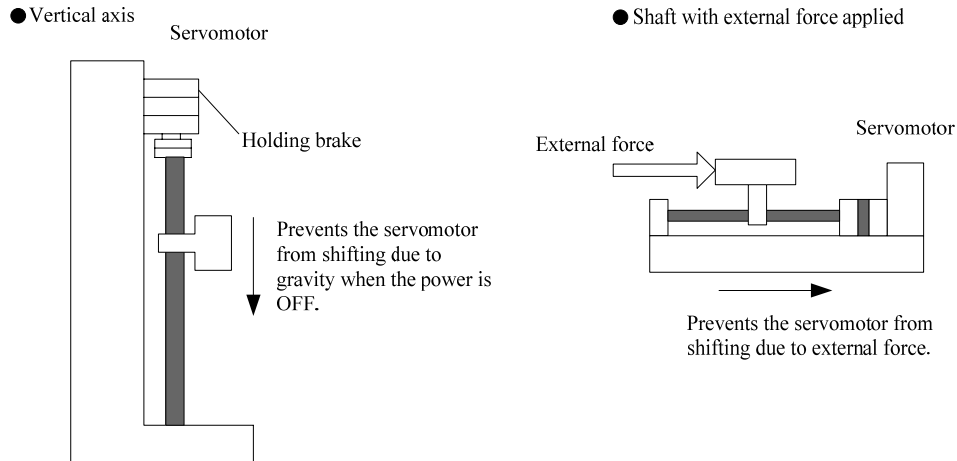 ● Vertical axis
Servomotor
Holding brake
Prevents the servomotor
from shifting due to
gravity when the power is
OFF.
● Shaft with external force applied
Servomotor
External force
Prevents the servomotor from
shifting due to external force.